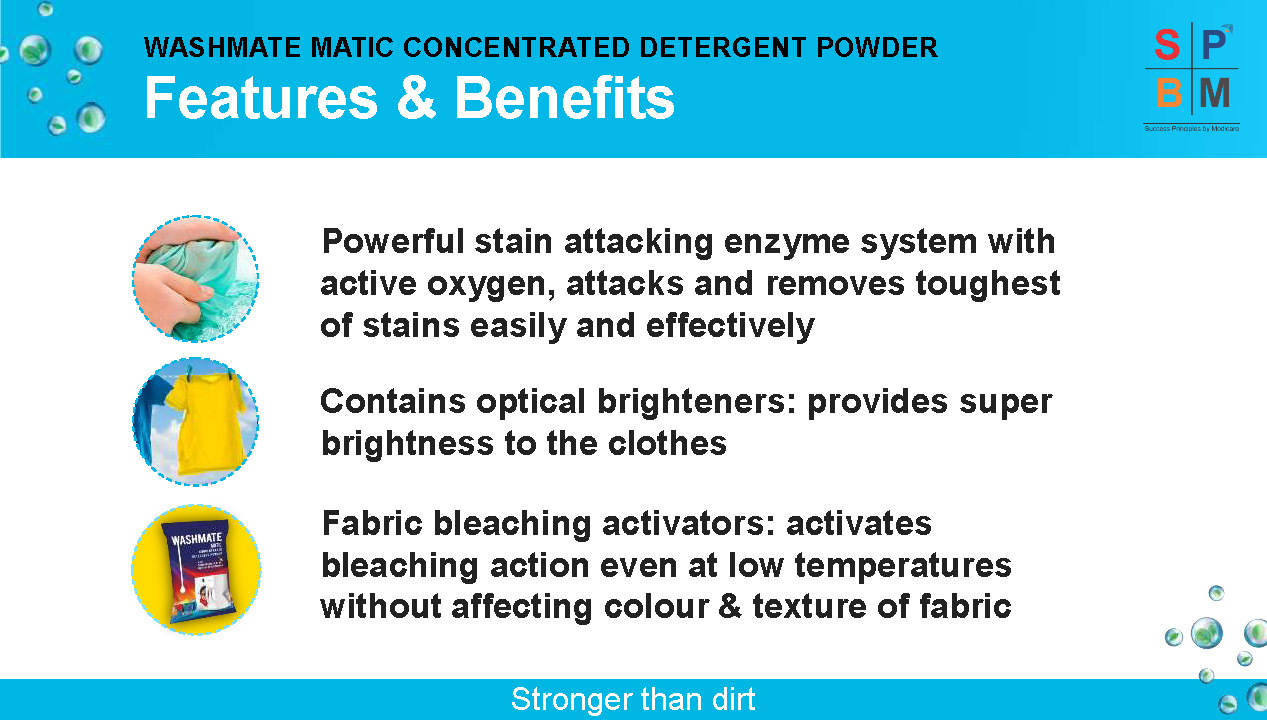 WASHMATE MATIC CONCENTRATED DETERGENT POWDER
Features & Benefits
S P
B M
Success Principles by Modicare
Powerful stain attacking enzyme system with
active oxygen, attacks and removes toughest
of stains easily and effectively
Contains optical brighteners: provides super
brightness to the clothes
WASHMATE
MATIC
Fabric bleaching activators: activates
bleaching action even at low temperatures
without affecting colour & texture of fabric
Stronger than dirt